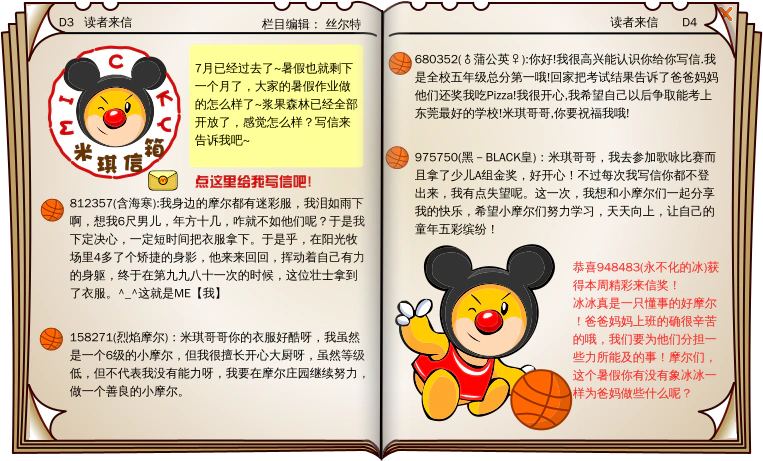 D3 读者来信
栏目编辑： 丝尔特
MICKY
米琪信箱
7月已经过去了~暑假也就剩下
一个月了，大家的暑假作业做
的怎么样了~浆果森林已经全部
开放了，感觉怎么样？写信来
告诉我吧~
点这里给我写信吧!
812357(含海寒):我身边的摩尔都有迷彩服，我泪如雨下
啊，想我6尺男儿，年方十几，咋就不如他们呢？于是我
下定决心，一定短时间把衣服拿下。于是乎，在阳光牧
场里4多了个矫捷的身影，他来来回回，挥动着自己有力
的身躯，终于在第九九八十一次的时候，这位壮士拿到
了衣服。^_^这就是ME【我】
158271(烈焰摩尔)：米琪哥哥你的衣服好酷呀，我虽然
是一个6级的小摩尔，但我很擅长开心大厨呀，虽然等级
低，但不代表我没有能力呀，我要在摩尔庄园继续努力，
做一个善良的小摩尔。
读者来信 D4
680352(♁蒲公英♀):你好!我很高兴能认识你给你写信.我
是全校五年级总分第一哦!回家把考试结果告诉了爸爸妈妈
他们还奖我吃Pizza!我很开心,我希望自己以后争取能考上
东莞最好的学校!米琪哥哥,你要祝福我哦!
975750(黑－BLACK皇)：米琪哥哥，我去参加歌咏比赛而
且拿了少儿A组金奖，好开心！不过每次我写信你都不登
出来，我有点失望呢。这一次，我想和小摩尔们一起分享
我的快乐，希望小摩尔们努力学习，天天向上，让自己的
童年五彩缤纷！
恭喜948483(永不化的冰)获
得本周精彩来信奖！
冰冰真是一只懂事的好摩尔
！爸爸妈妈上班的确很辛苦
的哦，我们要为他们分担一
些力所能及的事！摩尔们，
这个暑假你有没有象冰冰一
样为爸妈做些什么呢？